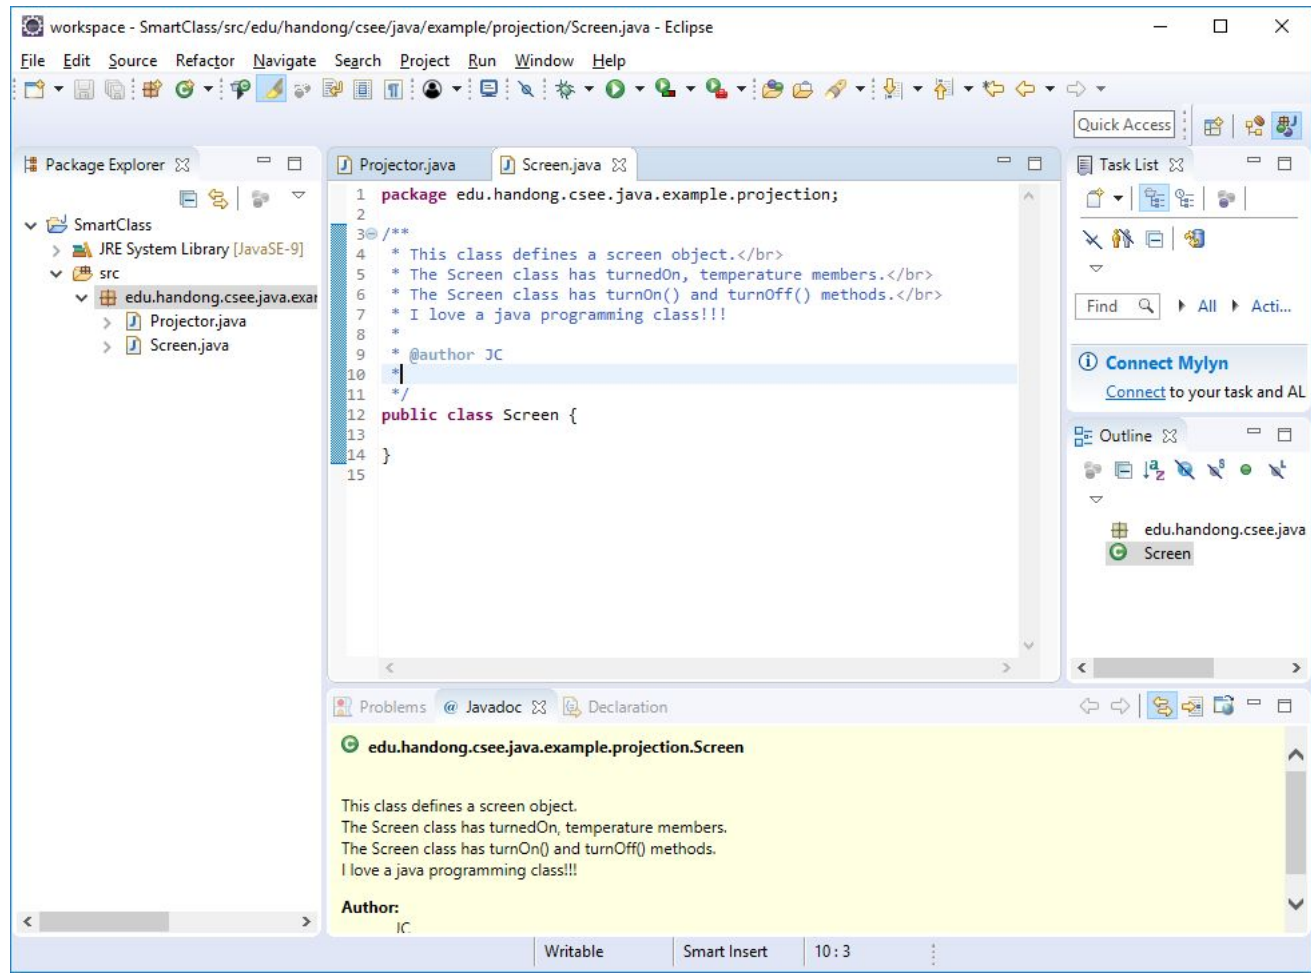 workspace - SmartClass/src/edu/handong/csee/java/example/projection/Screen.java - Eclipse
File Edit Source Refactor Navigate Search Project Run Window Help
Quick Access
Package Explorer
SmartClass
JRE System Library [JavaSE-9]
src
edu.handong.csee.java.exar
Projector.java
Screen.java
Projector.java
Screen.java
1 package edu.handong.csee.java.example.projection;
2
3 /**
4 * This class defines a screen object.</br>
5 * The Screen class has turnedOn, temperature members.</br>
6 * The Screen class has turnOn() and turnOff() methods.</br>
7 * I love a java programming class!!!
8 *
9 * @author JC
10 *
11 */
12 public class Screen {
13
14 }
15
Task List
Find All Acti...
Connect Mylyn
Connect to your task and AL
Outline
edu.handong.csee.java
Screen
Problems @ Javadoc Declaration
edu.handong.csee.java.example.projection.Screen
This class defines a screen object.
The Screen class has turnedOn, temperature members.
The Screen class has turnOn() and turnOff() methods.
I love a java programming class!!!
Author:
JC
Writable Smart Insert 10 : 3